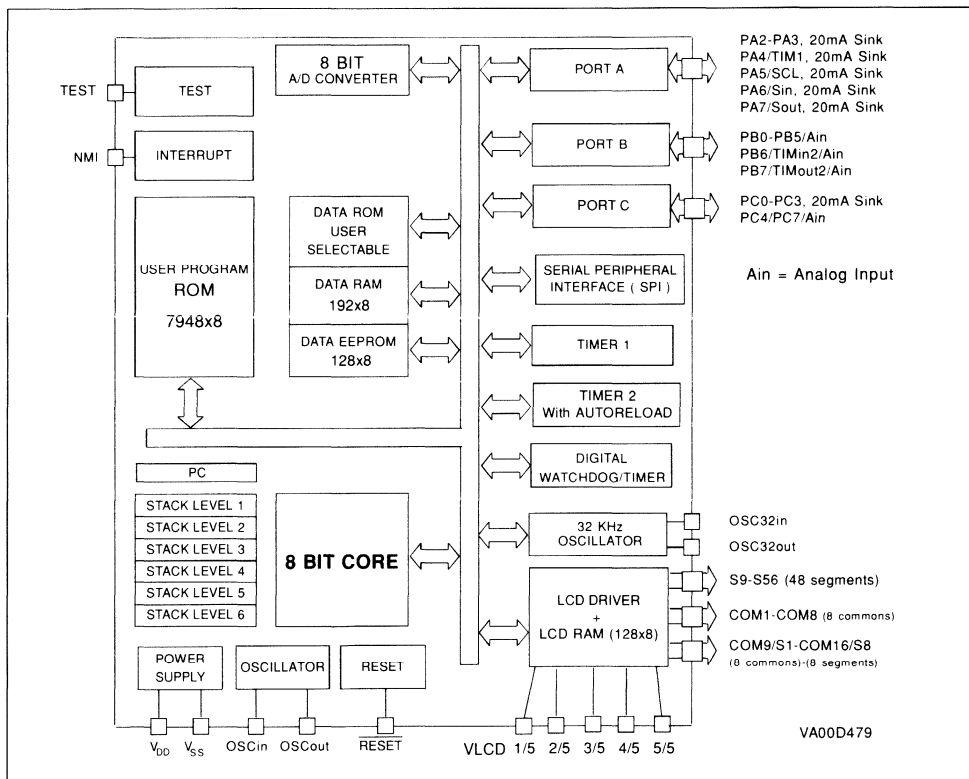 8 BIT
A/D CONVERTER
PORT A
PA2-PA3, 20mA Sink
PA4/TIM1, 20mA Sink
PA5/SCL, 20mA Sink
PA6/Sin, 20mA Sink
PA7/Sout, 20mA Sink
TEST
TEST
NMI
INTERRUPT
PORT B
PB0-PB5/Ain
PB6/TIMin2/Ain
PB7/TIMout2/Ain
PORT C
PC0-PC3, 20mA Sink
PC4/PC7/Ain
USER PROGRAM
ROM
7948x8
DATA ROM
USER
SELECTABLE
DATA RAM
192x8
DATA EEPROM
128x8
SERIAL PERIPHERAL
INTERFACE ( SPI )
Ain = Analog Input
TIMER 1
TIMER 2
With AUTORELOAD
DIGITAL
WATCHDOG/TIMER
PC
STACK LEVEL 1
STACK LEVEL 2
STACK LEVEL 3
STACK LEVEL 4
STACK LEVEL 5
STACK LEVEL 6
8 BIT CORE
32 KHz
OSCILLATOR
OSC32in
OSC32out
LCD DRIVER
+
LCD RAM (128x8)
S9-S56 (48 segments)
COM1-COM8 (8 commons)
COM9/S1-COM16/S8
(8 commons)-(8 segments)
POWER
SUPPLY
OSCILLATOR
RESET
VDD
VSS
OSCin
OSCout
RESET
VLCD 1/5 2/5 3/5 4/5 5/5
VA00D479